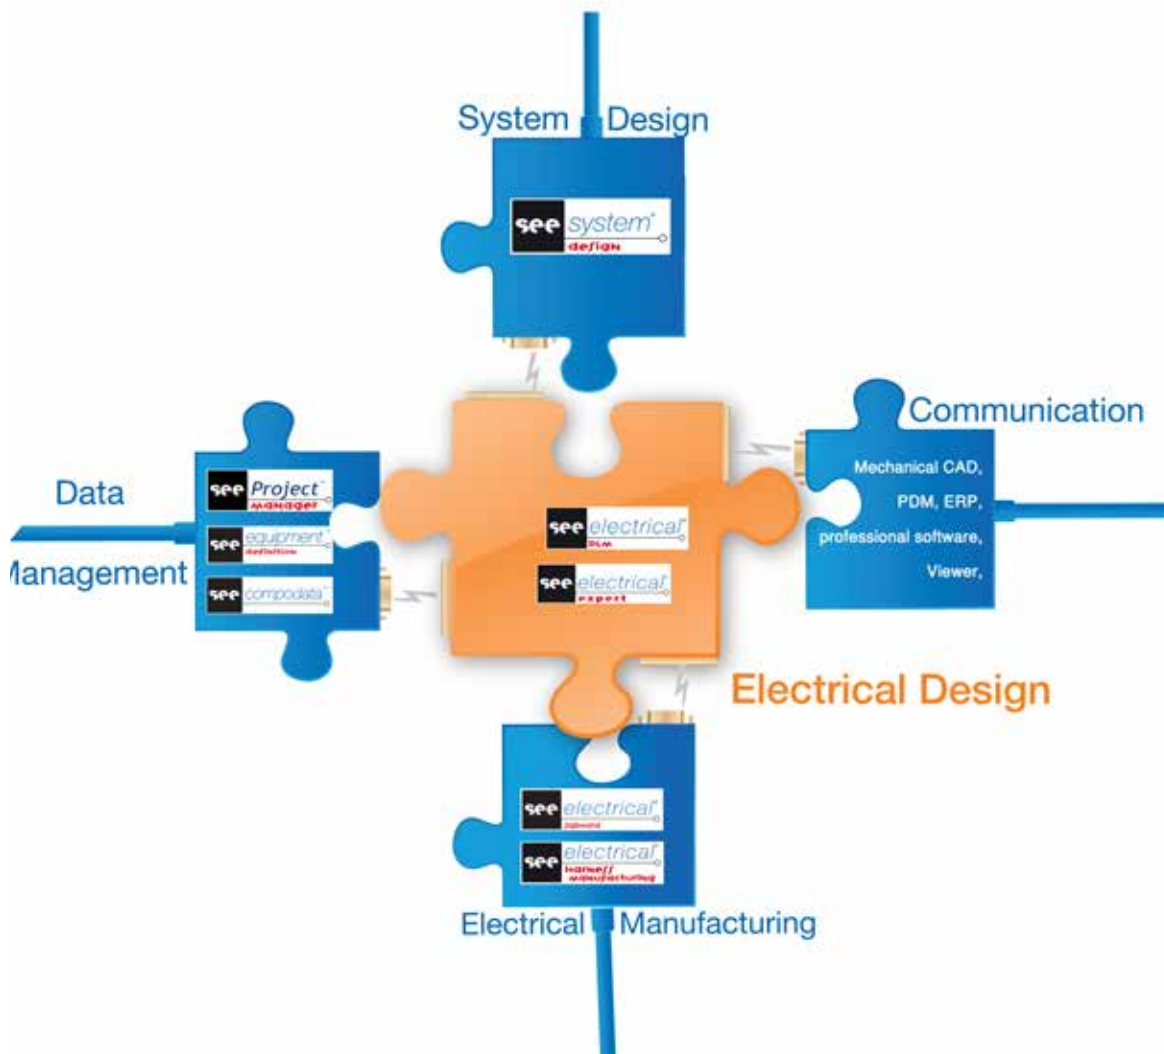 System Design
see system
design
Communication
Mechanical CAD,
PDM, ERP,
professional software,
Viewer,
Data
Management
see Project
manager
see equipment
definition
see compodata
see electrical
PLM
see electrical
expert
Electrical Design
see electrical
see electrical
harness
manufacturing
Electrical Manufacturing